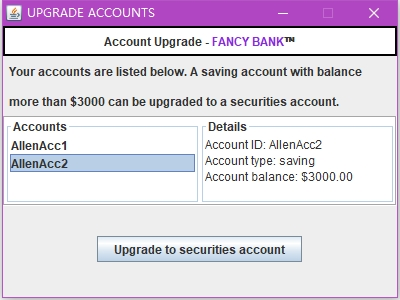 UPGRADE ACCOUNTS
Account Upgrade - FANCY BANK™
Your accounts are listed below. A saving account with balance
more than $3000 can be upgraded to a securities account.
Accounts
AllenAcc1
AllenAcc2
Details
Account ID: AllenAcc2
Account type: saving
Account balance: $3000.00
Upgrade to securities account